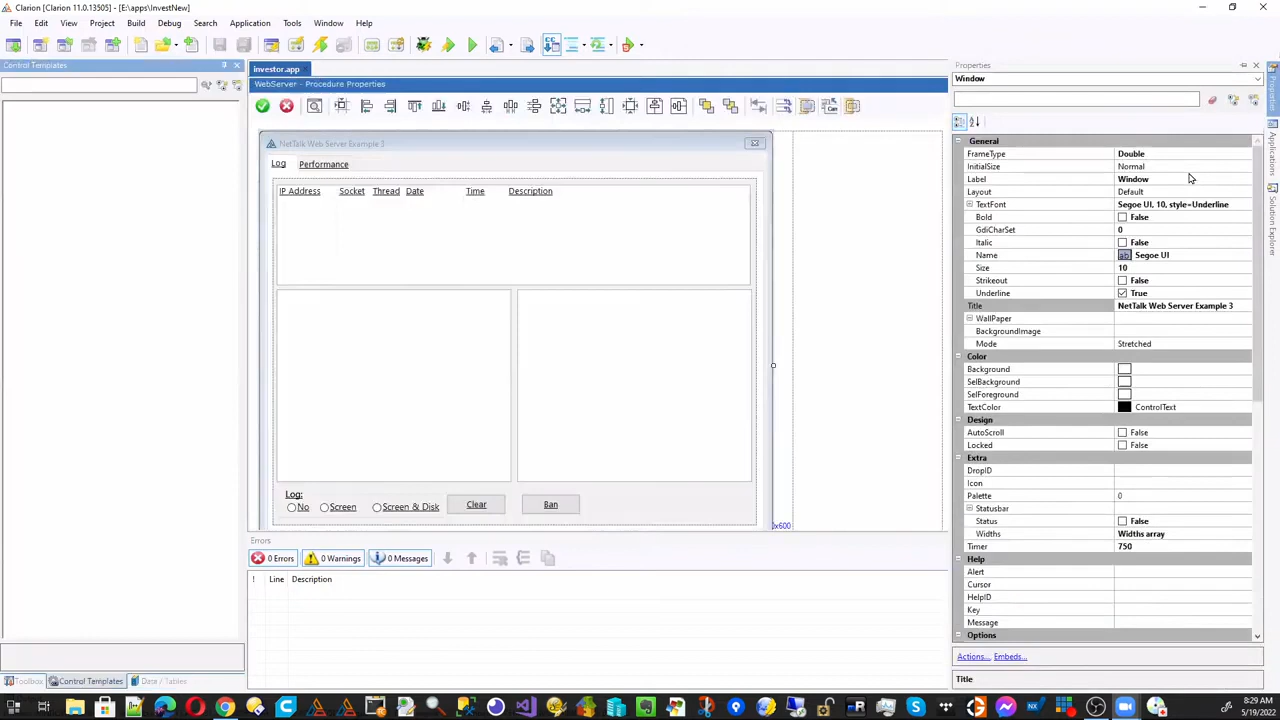 Clarion (11.0.13505) - [E:\apps\InvestNew]
File Edit View Project Build Debug Search Application Tools Window Help
Control Templates
investor.app
WebServer - Procedure Properties
NetTalk Web Server Example 3
Log Performance
IP Address Socket Thread Date Time Description
Log:
No Screen Screen & Disk Clear Ban
x600
Errors
0 Errors 0 Warnings 0 Messages
! Line Description
Toolbox Control Templates Data / Tables
Properties
Window
General
FrameType Double
InitialSize Normal
Label Window
Layout Default
TextFont Segoe UI, 10, style=Underline
Bold False
GdiCharSet 0
Italic False
Name ab Segoe UI
Size 10
Strikeout False
Underline True
Title NetTalk Web Server Example 3
WallPaper
BackgroundImage
Mode Stretched
Color
Background
SelBackground
SelForeground
TextColor ControlText
Design
AutoScroll False
Locked False
Extra
DropID
Icon
Palette 0
Statusbar
Status False
Widths Widths array
Timer 750
Help
Alert
Cursor
HelpID
Key
Message
Options
Actions... Embeds...
Title
Properties
Applications
Solution Explorer
8:29 AM
5/19/2022